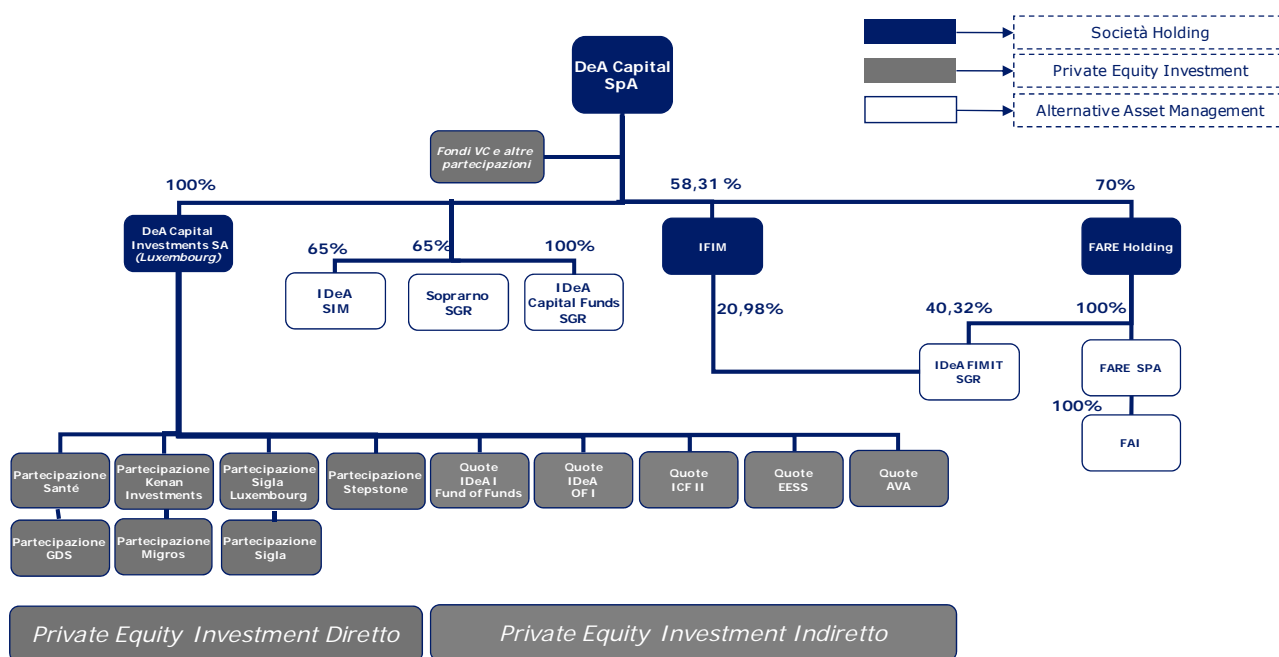 Società Holding
Private Equity Investment
Alternative Asset Management
DeA Capital
SpA
Fondi VC e altre
partecipazioni
100%
58,31 %
70%
DeA Capital
Investments SA
(Luxembourg)
IFIM
FARE Holding
65%
65%
100%
IDeA
SIM
Soprarno
SGR
IDeA
Capital Funds
SGR
20,98%
40,32%
100%
IDeA FIMIT
SGR
FARE SPA
100%
FAI
Partecipazione
Santé
Partecipazione
Kenan
Investments
Partecipazione
Sigla
Luxembourg
Partecipazione
Stepstone
Quote
IDeA I
Fund of Funds
Quote
IDeA
OF I
Quote
ICF II
Quote
EESS
Quote
AVA
Partecipazione
GDS
Partecipazione
Migros
Partecipazione
Sigla
Private Equity Investment Diretto
Private Equity Investment Indiretto